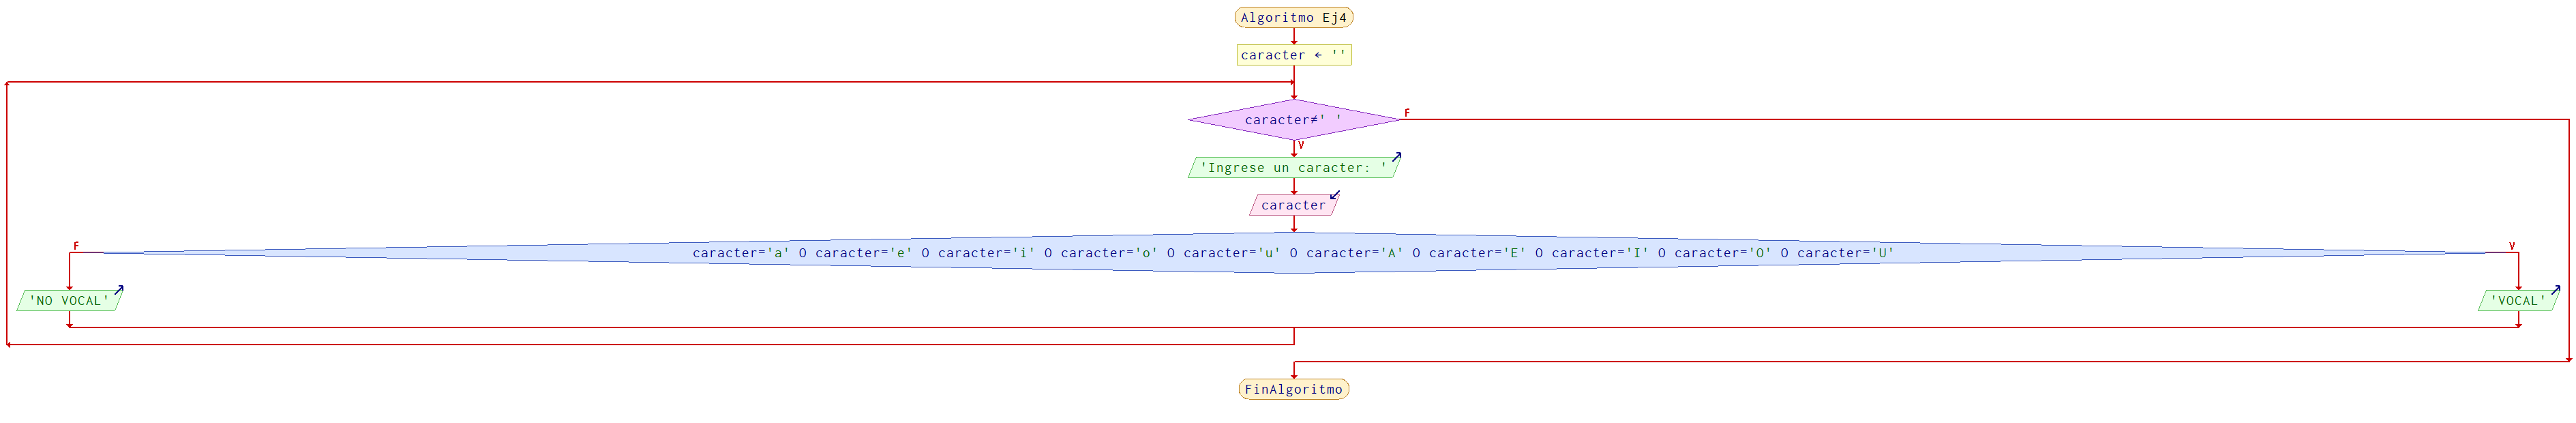 Algoritmo Ej4
caracter ← ''
caracter≠' '
F
V
'Ingrese un caracter: '
caracter
F
caracter='a' O caracter='e' O caracter='i' O caracter='o' O caracter='u' O caracter='A' O caracter='E' O caracter='I' O caracter='O' O caracter='U'
V
'NO VOCAL'
'VOCAL'
FinAlgoritmo